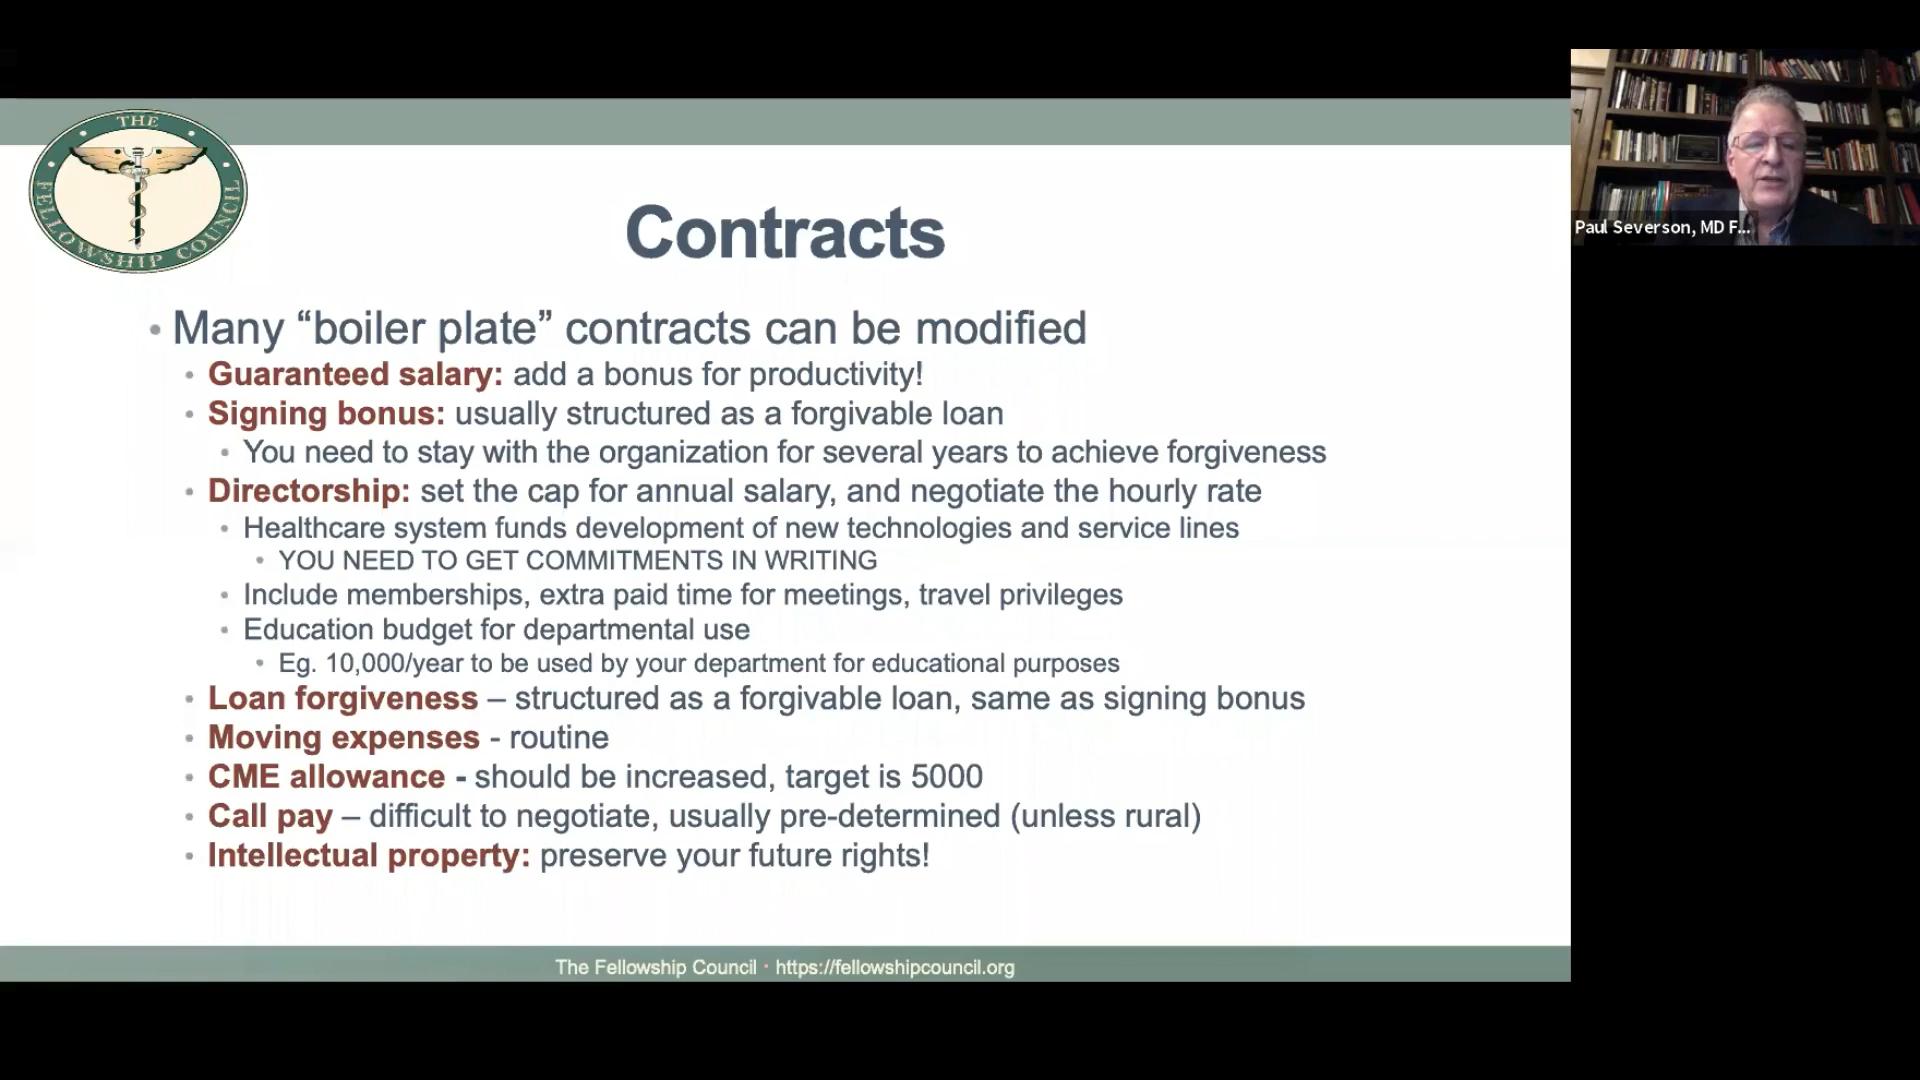 THE FELLOWSHIP COUNCIL
Contracts
• Many “boiler plate” contracts can be modified
• Guaranteed salary: add a bonus for productivity!
• Signing bonus: usually structured as a forgivable loan
• You need to stay with the organization for several years to achieve forgiveness
• Directorship: set the cap for annual salary, and negotiate the hourly rate
• Healthcare system funds development of new technologies and service lines
• YOU NEED TO GET COMMITMENTS IN WRITING
• Include memberships, extra paid time for meetings, travel privileges
• Education budget for departmental use
• Eg. 10,000/year to be used by your department for educational purposes
• Loan forgiveness – structured as a forgivable loan, same as signing bonus
• Moving expenses - routine
• CME allowance - should be increased, target is 5000
• Call pay – difficult to negotiate, usually pre-determined (unless rural)
• Intellectual property: preserve your future rights!
The Fellowship Council · https://fellowshipcouncil.org
Paul Severson, MD F...